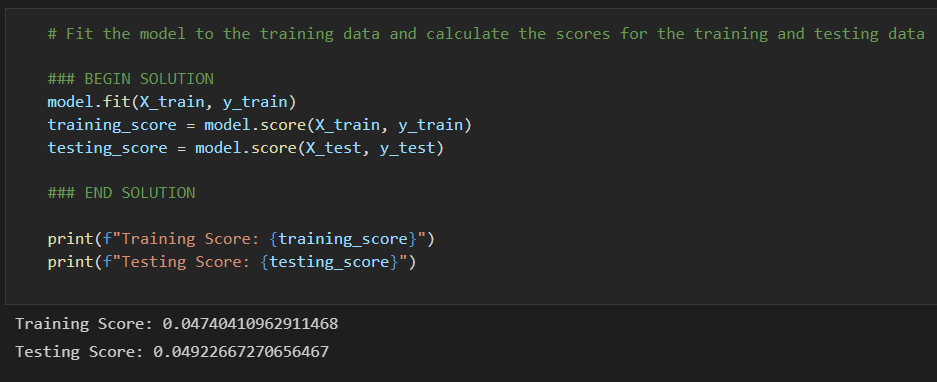 # Fit the model to the training data and calculate the scores for the training and testing data
### BEGIN SOLUTION
model.fit(X_train, y_train)
training_score = model.score(X_train, y_train)
testing_score = model.score(X_test, y_test)
### END SOLUTION
print(f"Training Score: {training_score}")
print(f"Testing Score: {testing_score}")
Training Score: 0.04740410962911468
Testing Score: 0.04922667270656467